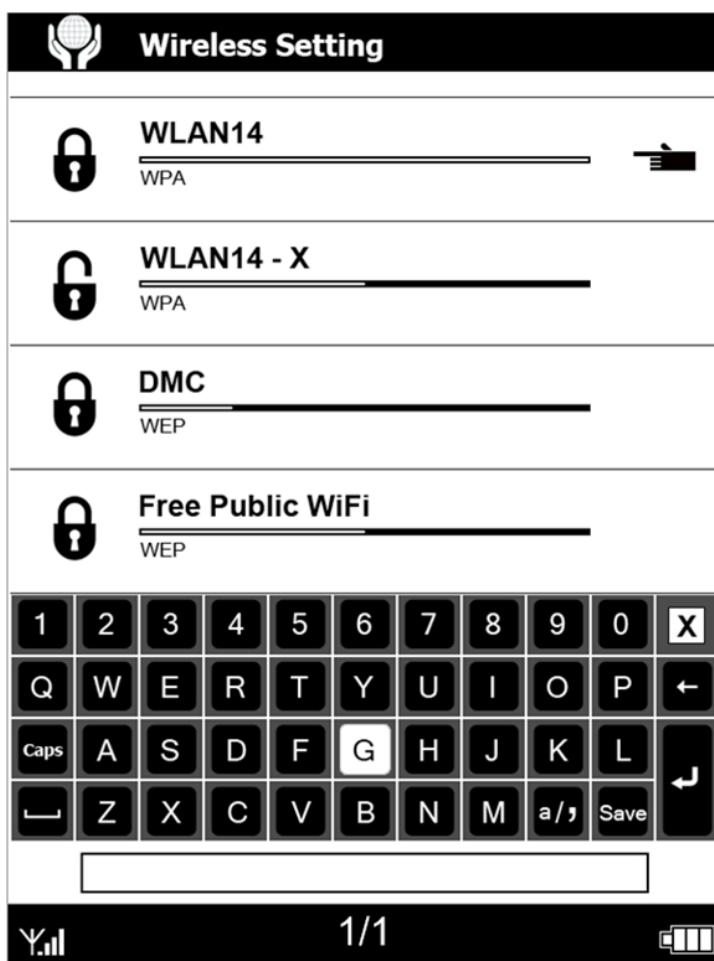 Wireless Setting
WLAN14
WPA
WLAN14 - X
WPA
DMC
WEP
Free Public WiFi
WEP
1 2 3 4 5 6 7 8 9 0 X
Q W E R T Y U I O P ←
Caps A S D F G H J K L
Z X C V B N M a/, Save
1/1